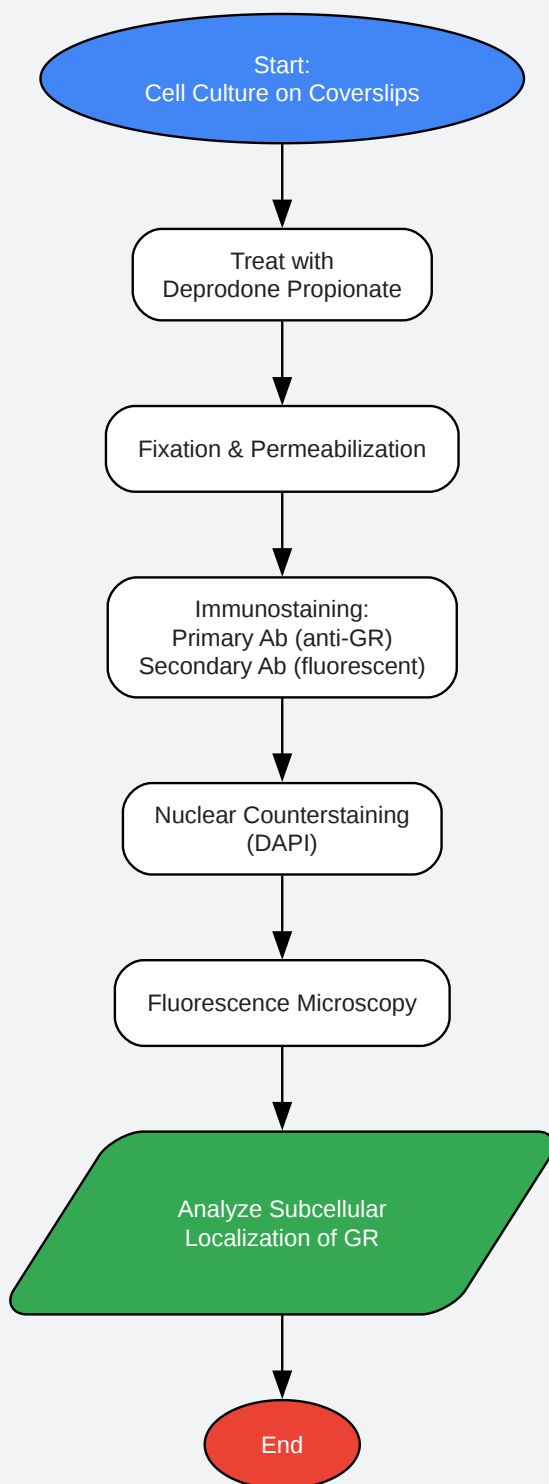 Start:
Cell Culture on Coverslips
Treat with
Deprodone Propionate
Fixation & Permeabilization
Immunostaining:
Primary Ab (anti-GR)
Secondary Ab (fluorescent)
Nuclear Counterstaining
(DAPI)
Fluorescence Microscopy
Analyze Subcellular
Localization of GR
End